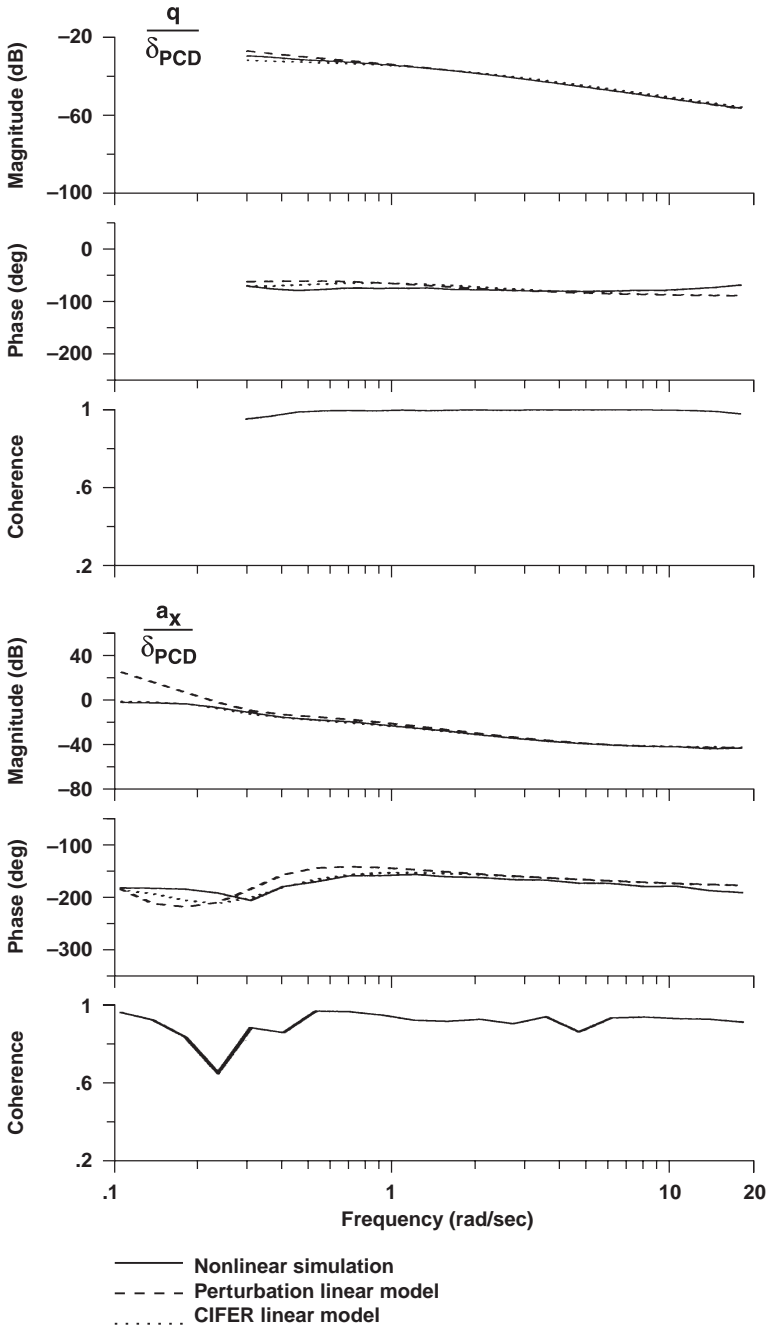 q
δPCD
Magnitude (dB)
–20
–60
–100
Phase (deg)
0
–100
–200
Coherence
1
.6
.2
ax
δPCD
Magnitude (dB)
40
0
–40
–80
Phase (deg)
–100
–200
–300
Coherence
1
.6
.2
.1 1 10 20
Frequency (rad/sec)
Nonlinear simulation
Perturbation linear model
CIFER linear model